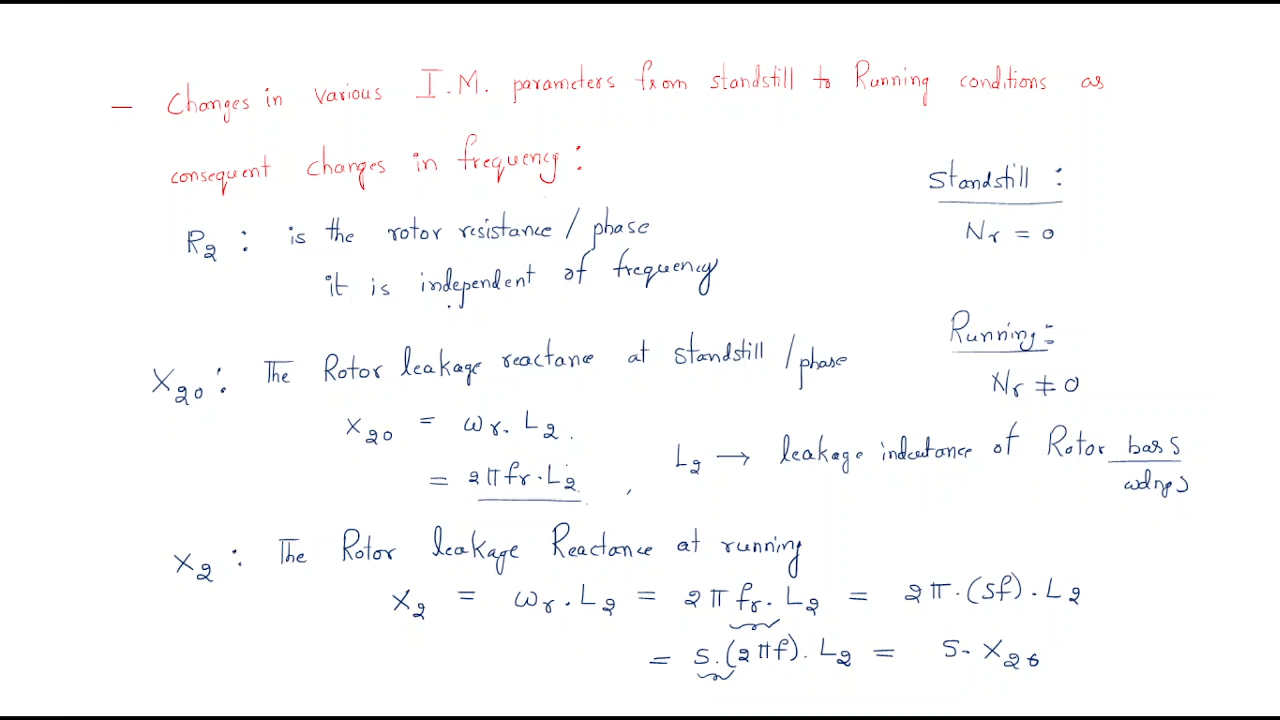 – Changes in various I.M. parameters from standstill to Running conditions as
consequent changes in frequency :
Standstill :
Nr = 0
R2 : is the rotor resistance / phase
it is independent of frequency
Running :
Nr ≠ 0
X20 : The Rotor leakage reactance at standstill / phase
X20 = ωr. L2.
= 2πfr. L2. ,
L2 → leakage inductance of Rotor bars
wdngs
X2 : The Rotor leakage Reactance at running
X2 = ωr. L2 = 2π fr. L2 = 2π.(sf). L2
= s.(2πf). L2 = s- X20